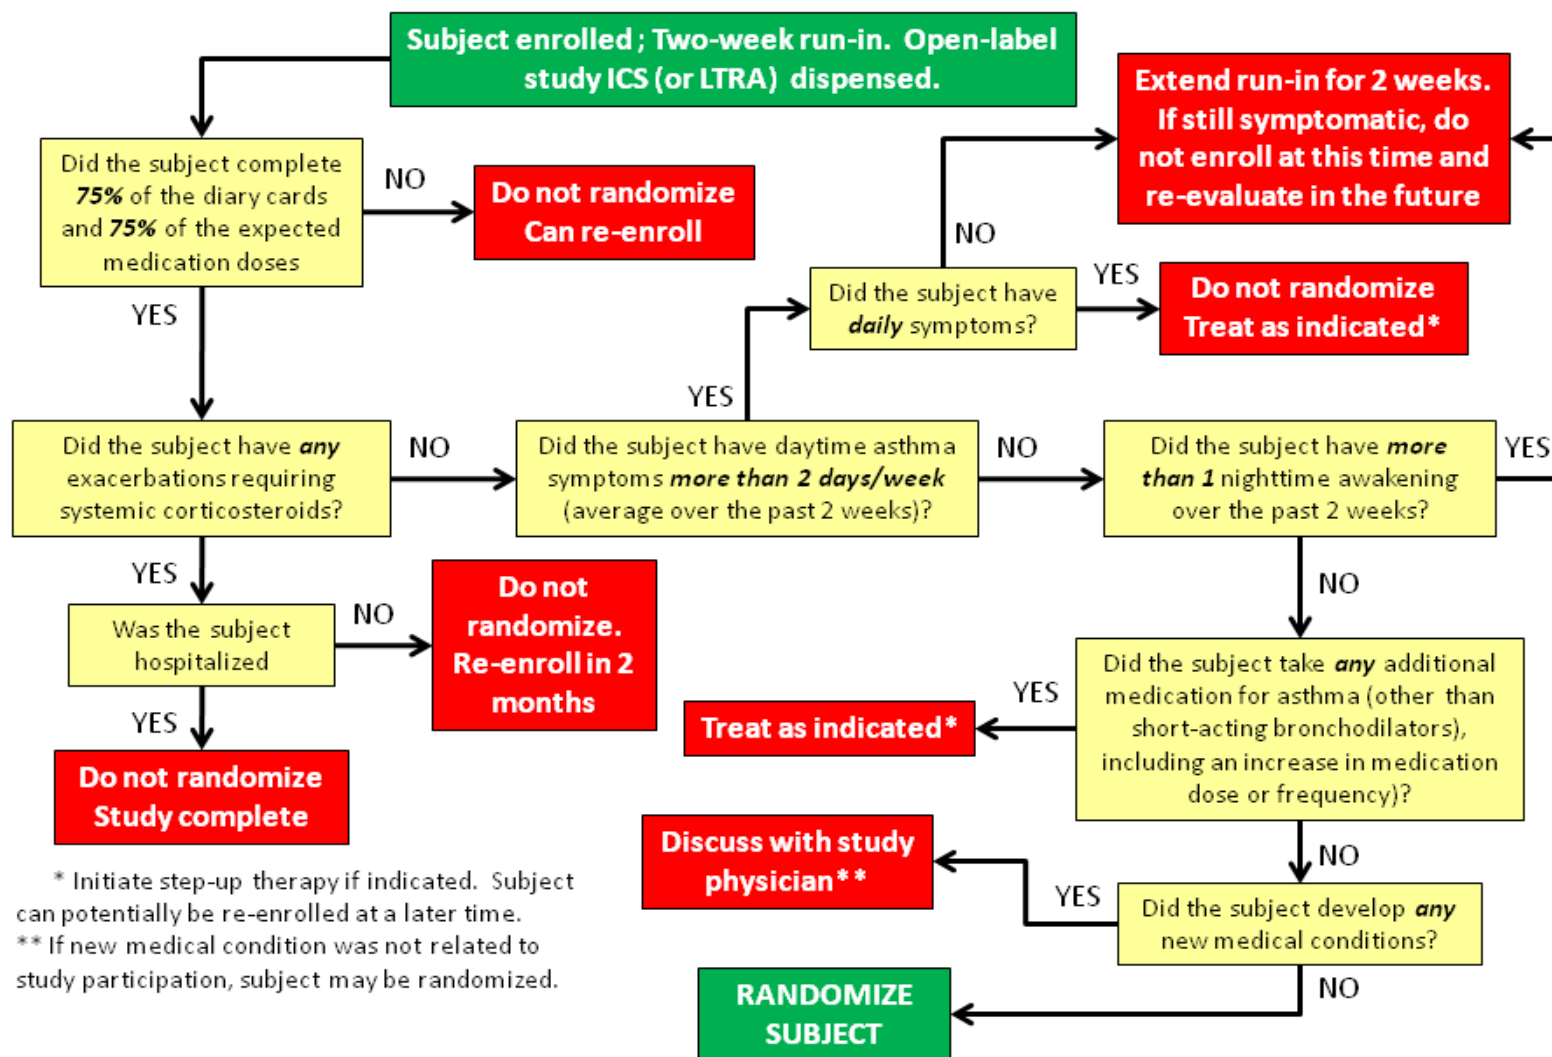 Subject enrolled ; Two-week run-in.  Open-label
study ICS (or LTRA)  dispensed.
Extend run-in for 2 weeks.
If still symptomatic, do
not enroll at this time and
re-evaluate in the future
Did the subject complete
75% of the diary cards
and 75% of the expected
medication doses
NO
Do not randomize
Can re-enroll
NO
Did the subject have
daily symptoms?
YES
Do not randomize
Treat as indicated*
YES
YES
Did the subject have any
exacerbations requiring
systemic corticosteroids?
NO
Did the subject have daytime asthma
symptoms more than 2 days/week
(average over the past 2 weeks)?
NO
Did the subject have more
than 1 nighttime awakening
over the past 2 weeks?
YES
YES
NO
Was the subject
hospitalized
NO
Do not
randomize.
Re-enroll in 2
months
Did the subject take any additional
medication for asthma (other than
short-acting bronchodilators),
including an increase in medication
dose or frequency)?
YES
Treat as indicated*
YES
Do not randomize
Study complete
NO
Discuss with study
physician**
YES
Did the subject develop any
new medical conditions?
NO
RANDOMIZE
SUBJECT
* Initiate step-up therapy if indicated.  Subject
can potentially be re-enrolled at a later time.
** If new medical condition was not related to
study participation, subject may be randomized.